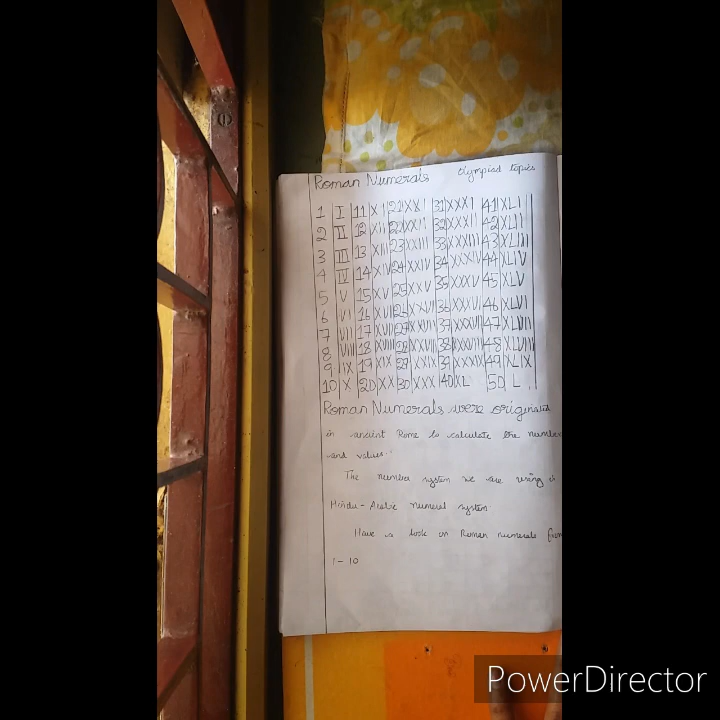 Roman Numerals Olympiad topics
1 I 11 XI 21 XXI 31 XXXI 41 XLI
2 II 12 XII 22 XXII 32 XXXII 42 XLII
3 III 13 XIII 23 XXIII 33 XXXIII 43 XLIII
4 IV 14 XIV 24 XXIV 34 XXXIV 44 XLIV
5 V 15 XV 25 XXV 35 XXXV 45 XLV
6 VI 16 XVI 26 XXVI 36 XXXVI 46 XLVI
7 VII 17 XVII 27 XXVII 37 XXXVII 47 XLVII
8 VIII 18 XVIII 28 XXVIII 38 XXXVIII 48 XLVIII
9 IX 19 XIX 29 XXIX 39 XXXIX 49 XLIX
10 X 20 XX 30 XXX 40 XL 50 L
Roman Numerals were originated
in ancient Rome to calculate the number
and values.
The number system we are using is
Hindu-Arabic numeral system
Have a look on Roman numerals from
1-10
PowerDirector